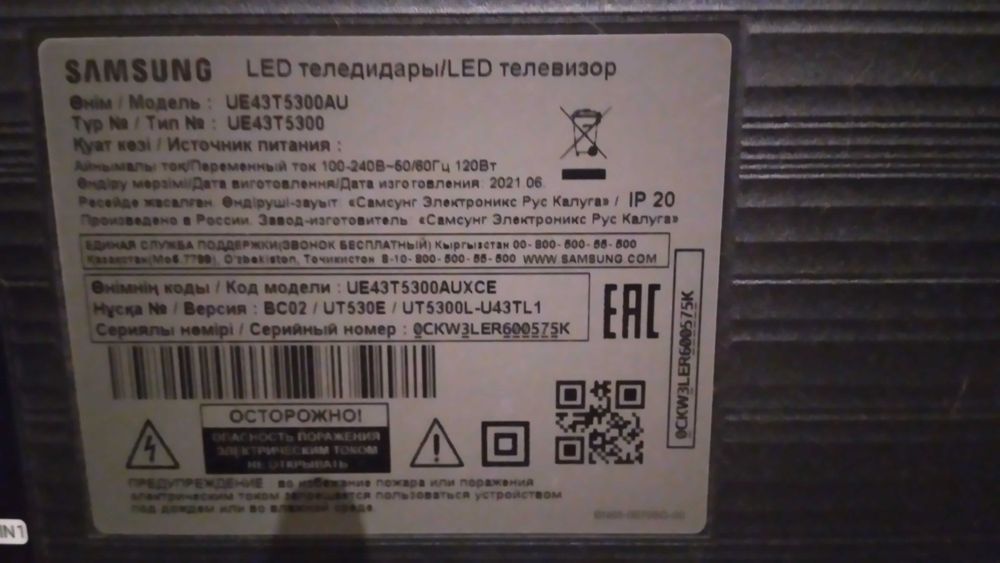 SAMSUNG LED теледидары/LED телевизор
Өнім / Модель : UE43T5300AU
Түр № / Тип № : UE43T5300
Қуат көзі / Источник питания :
Айнымалы ток/Переменный ток 100-240В~50/60Гц 120Вт
Өндіру мерзімі/Дата виготовлення/Дата изготовления: 2021.06.
Ресейде жасалған. Өндіруші-зауыт: «Самсунг Электроникс Рус Калуга» / IP 20
Произведено в России. Завод-изготовитель: «Самсунг Электроникс Рус Калуга»
ЕДИНАЯ СЛУЖБА ПОДДЕРЖКИ(ЗВОНОК БЕСПЛАТНЫЙ) Кыргызстан 00-800-500-55-500
Казакстан(Моб.7799), O'zbekiston, Точикистон 8-10-800-500-55-500 WWW.SAMSUNG.COM
Өнімнің коды / Код модели : UE43T5300AUXCE
Нұсқа № / Версия : BC02 / UT530E / UT5300L-U43TL1
Сериялы нөмірі / Серийный номер : 0CKW3LER600575K
EAC
0CKW3LER600575K
ОСТОРОЖНО!
ОПАСНОСТЬ ПОРАЖЕНИЯ
ЭЛЕКТРИЧЕСКИМ ТОКОМ
НЕ ОТКРЫВАТЬ
ПРЕДУПРЕЖДЕНИЕ во избежание пожара или поражения
электрическим током запрещается пользоваться устройством
под дождем или во влажной среде.
IN 1